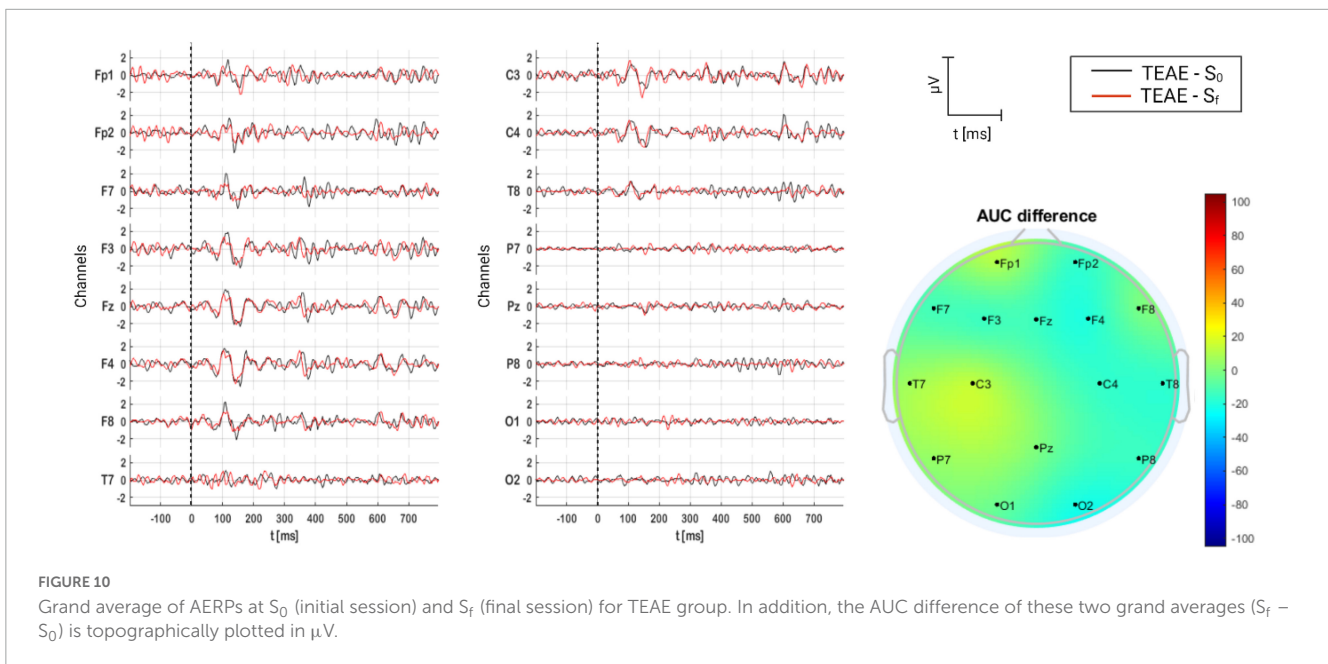 Channels
Fp1
2
0
-2
Fp2
2
0
-2
F7
2
0
-2
F3
2
0
-2
Fz
2
0
-2
F4
2
0
-2
F8
2
0
-2
T7
2
0
-2
-100 0 100 200 300 400 500 600 700
t [ms]
Channels
C3
2
0
-2
C4
2
0
-2
T8
2
0
-2
P7
2
0
-2
Pz
2
0
-2
P8
2
0
-2
O1
2
0
-2
O2
2
0
-2
-100 0 100 200 300 400 500 600 700
t [ms]
μV
t [ms]
TEAE - S₀
TEAE - Sf
AUC difference
Fp1 Fp2
F7 F3 Fz F4 F8
T7 C3 C4 T8
P7 Pz P8
O1 O2
100
80
60
40
20
0
-20
-40
-60
-80
-100
FIGURE 10
Grand average of AERPs at S₀ (initial session) and Sf (final session) for TEAE group. In addition, the AUC difference of these two grand averages (Sf –
S₀) is topographically plotted in μV.